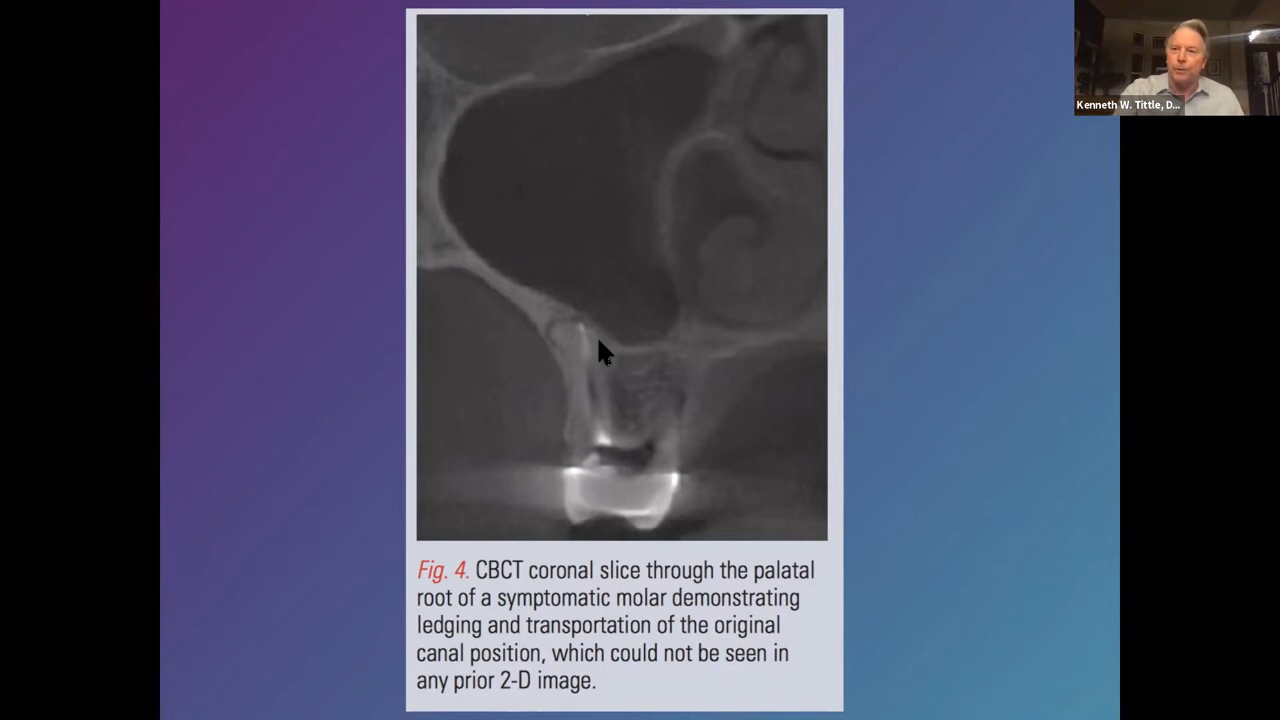 Kenneth W. Tittle, D...
Fig. 4. CBCT coronal slice through the palatal
root of a symptomatic molar demonstrating
ledging and transportation of the original
canal position, which could not be seen in
any prior 2-D image.